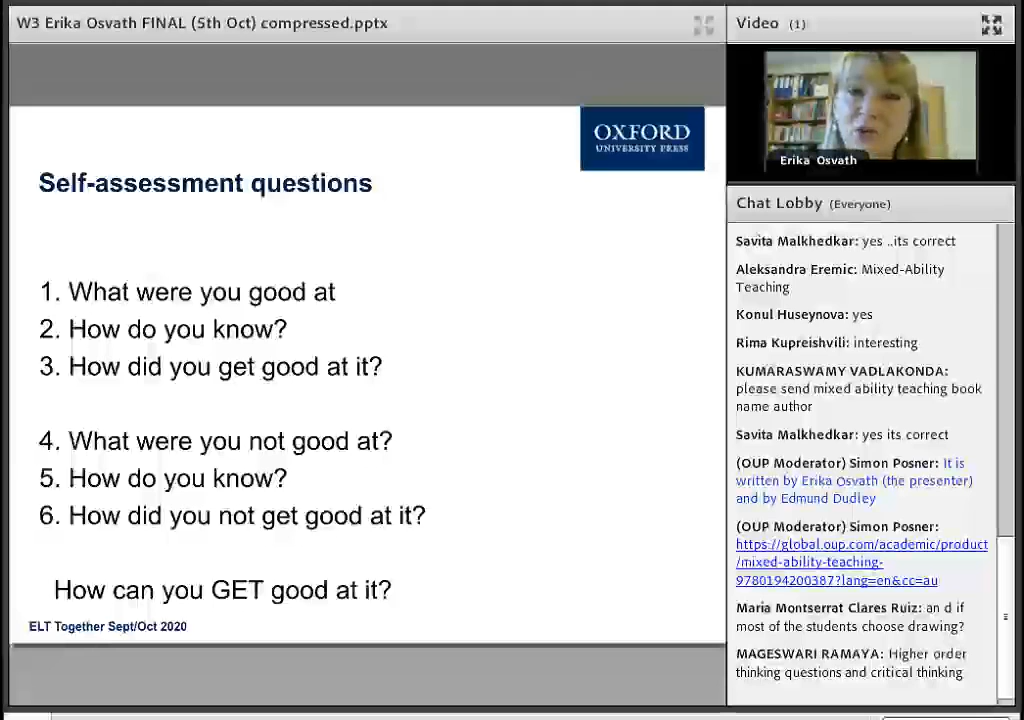 W3 Erika Osvath FINAL (5th Oct) compressed.pptx
OXFORD
UNIVERSITY PRESS
Self-assessment questions
1. What were you good at
2. How do you know?
3. How did you get good at it?
4. What were you not good at?
5. How do you know?
6. How did you not get good at it?
How can you GET good at it?
ELT Together Sept/Oct 2020
Video (1)
Erika Osvath
Chat Lobby (Everyone)
Savita Malkhedkar: yes ..its correct
Aleksandra Eremic: Mixed-Ability
Teaching
Konul Huseynova: yes
Rima Kupreishvili: interesting
KUMARASWAMY VADLAKONDA:
please send mixed ability teaching book
name author
Savita Malkhedkar: yes its correct
(OUP Moderator) Simon Posner: It is
written by Erika Osvath (the presenter)
and by Edmund Dudley
(OUP Moderator) Simon Posner:
https://global.oup.com/academic/product
/mixed-ability-teaching-
9780194200387?lang=en&cc=au
Maria Montserrat Clares Ruiz: an d if
most of the students choose drawing?
MAGESWARI RAMAYA: Higher order
thinking questions and critical thinking